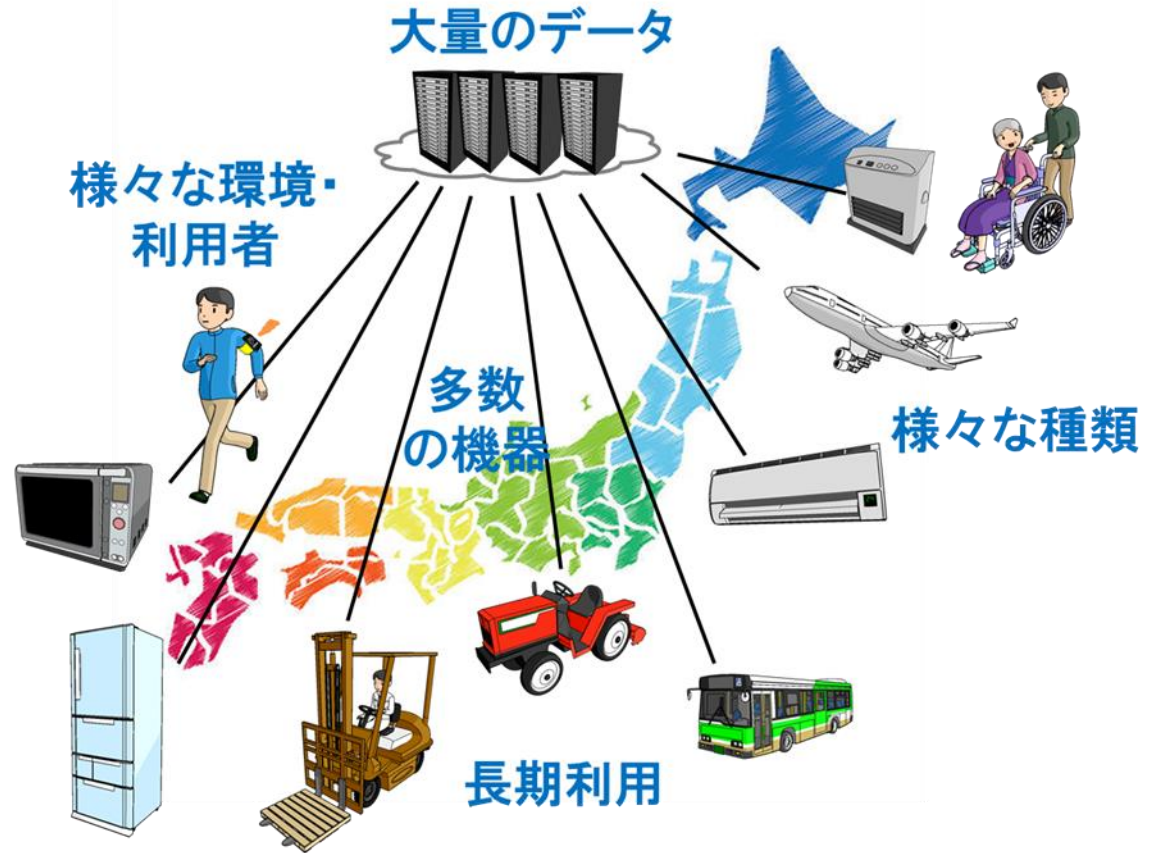 大量のデータ
様々な環境・
利用者
多数
の機器
様々な種類
長期利用